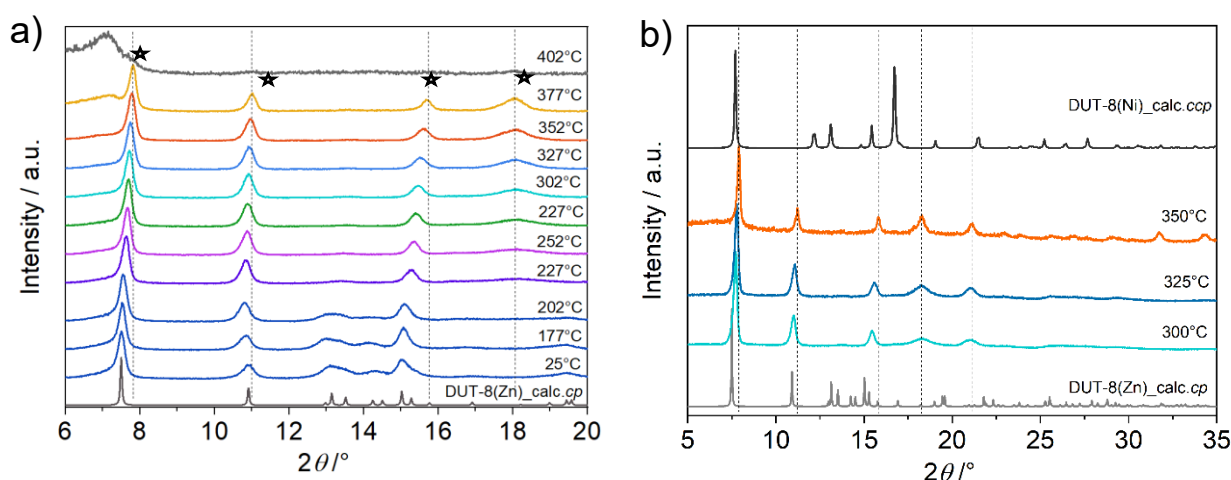 a)
Intensity / a.u.
402°C
377°C
352°C
327°C
302°C
227°C
252°C
227°C
202°C
177°C
25°C
DUT-8(Zn)_calc.cp
6 8 10 12 14 16 18 20
2θ /°
b)
Intensity / a.u.
DUT-8(Ni)_calc.ccp
350°C
325°C
300°C
DUT-8(Zn)_calc.cp
5 10 15 20 25 30 35
2θ /°